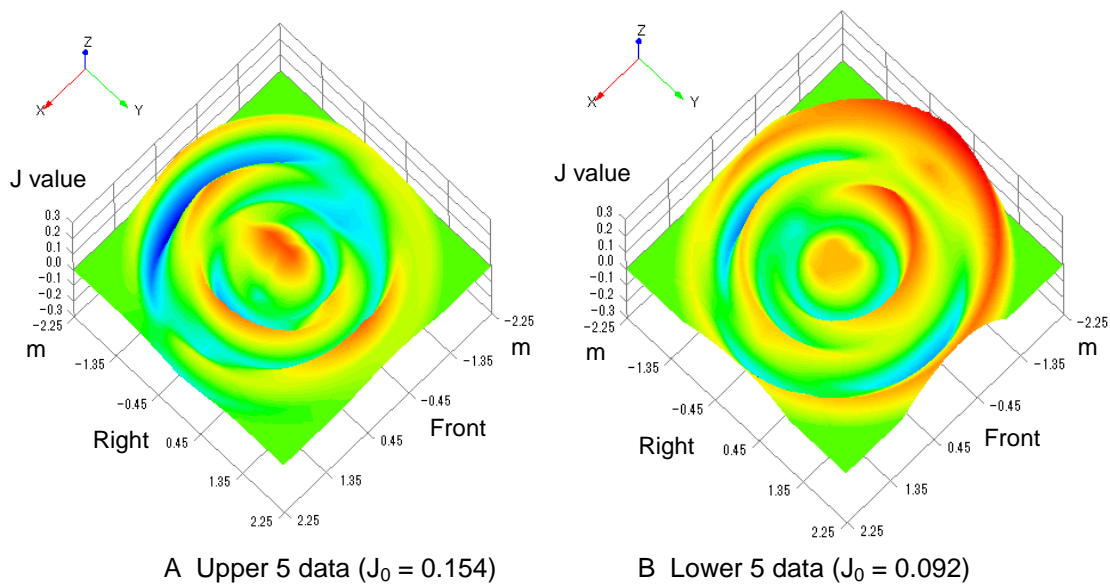 Z
X
Y
J value
0.3
0.2
0.1
0.0
−0.1
−0.2
−0.3
−2.25
m
−1.35
−0.45
Right
0.45
1.35
2.25
2.25
1.35
0.45
Front
−0.45
−1.35
m
−2.25
A Upper 5 data (J₀ = 0.154)
Z
X
Y
J value
0.3
0.2
0.1
0.0
−0.1
−0.2
−0.3
−2.25
m
−1.35
−0.45
Right
0.45
1.35
2.25
2.25
1.35
0.45
Front
−0.45
−1.35
m
−2.25
B Lower 5 data (J₀ = 0.092)